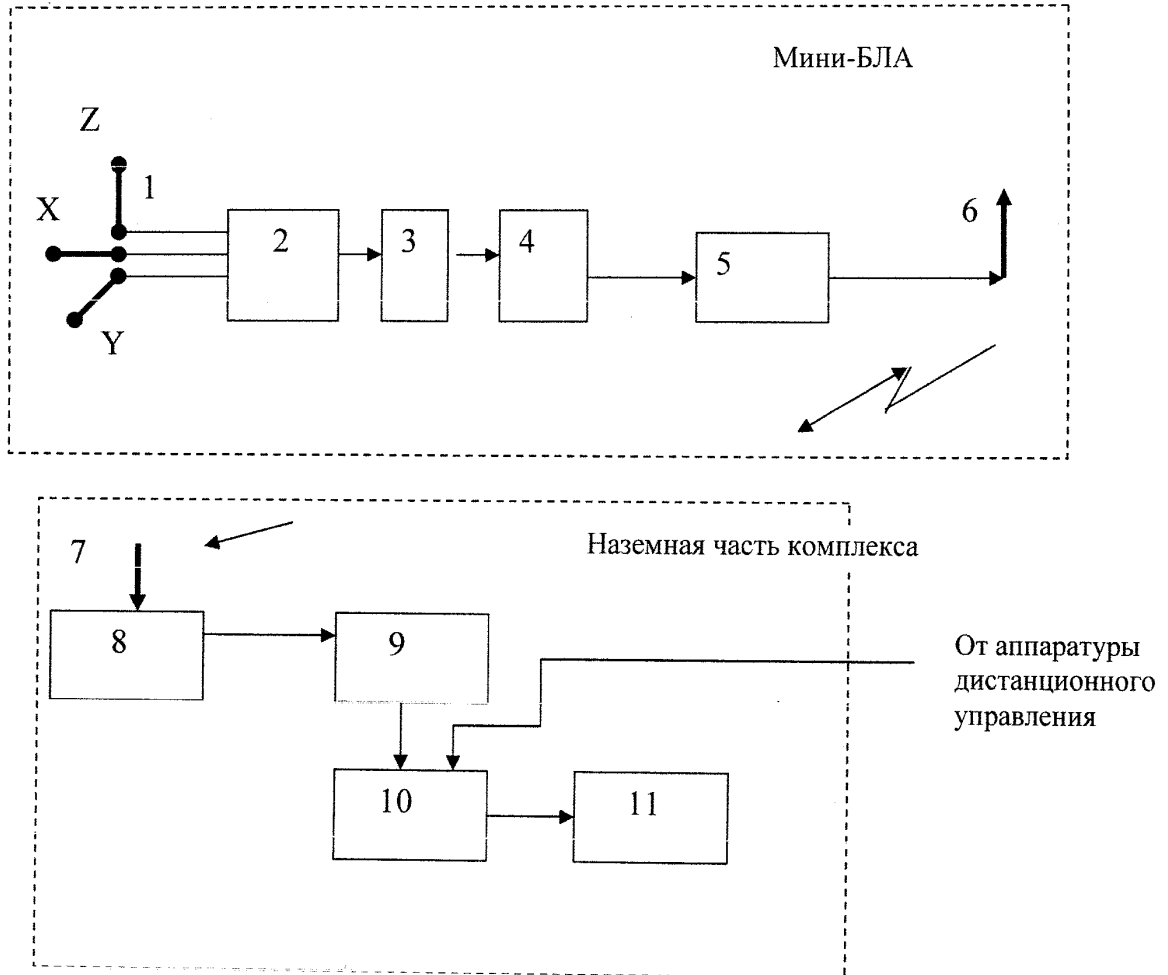 Мини-БЛА
Z
1
X
Y
2
3
4
5
6
7
Наземная часть комплекса
8
9
От аппаратуры
дистанционного
управления
10
11